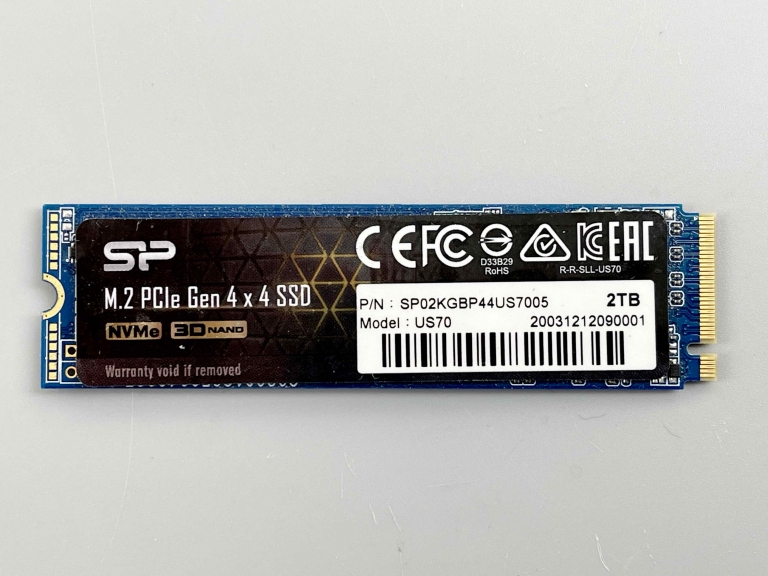 SP
M.2 PCIe Gen 4 x 4 SSD
NVMe 3D NAND
Warranty void if removed
CE FC
D33B29
RoHS
R-R-SLL-US70
EAC
P/N : SP02KGBP44US7005 2TB
Model : US70 20031212090001